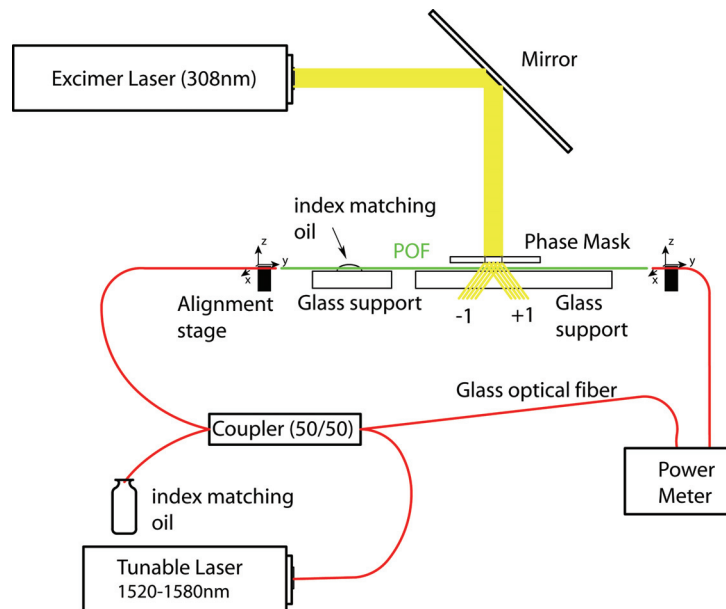 Excimer Laser (308nm)
Mirror
index matching
oil
POF
Phase Mask
z
y
x
z
y
x
Alignment
stage
Glass support
-1
+1
Glass
support
Glass optical fiber
Coupler (50/50)
Power
Meter
index matching
oil
Tunable Laser
1520-1580nm